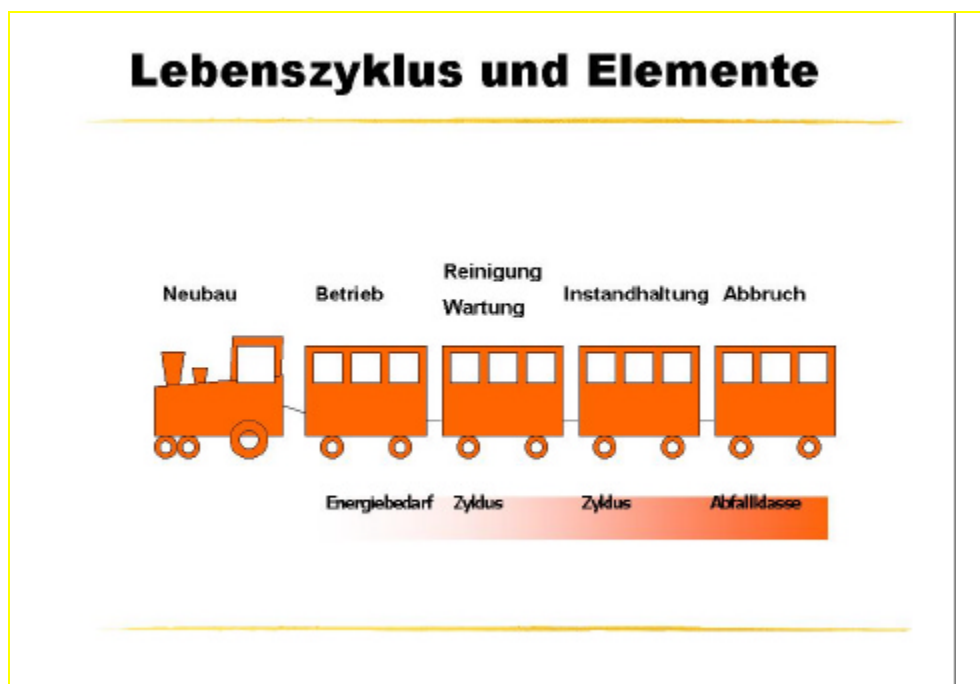 Lebenszyklus und Elemente
Neubau
Betrieb
Reinigung
Wartung
Instandhaltung
Abbruch
Energiebedarf
Zyklus
Zyklus
Abfallklasse